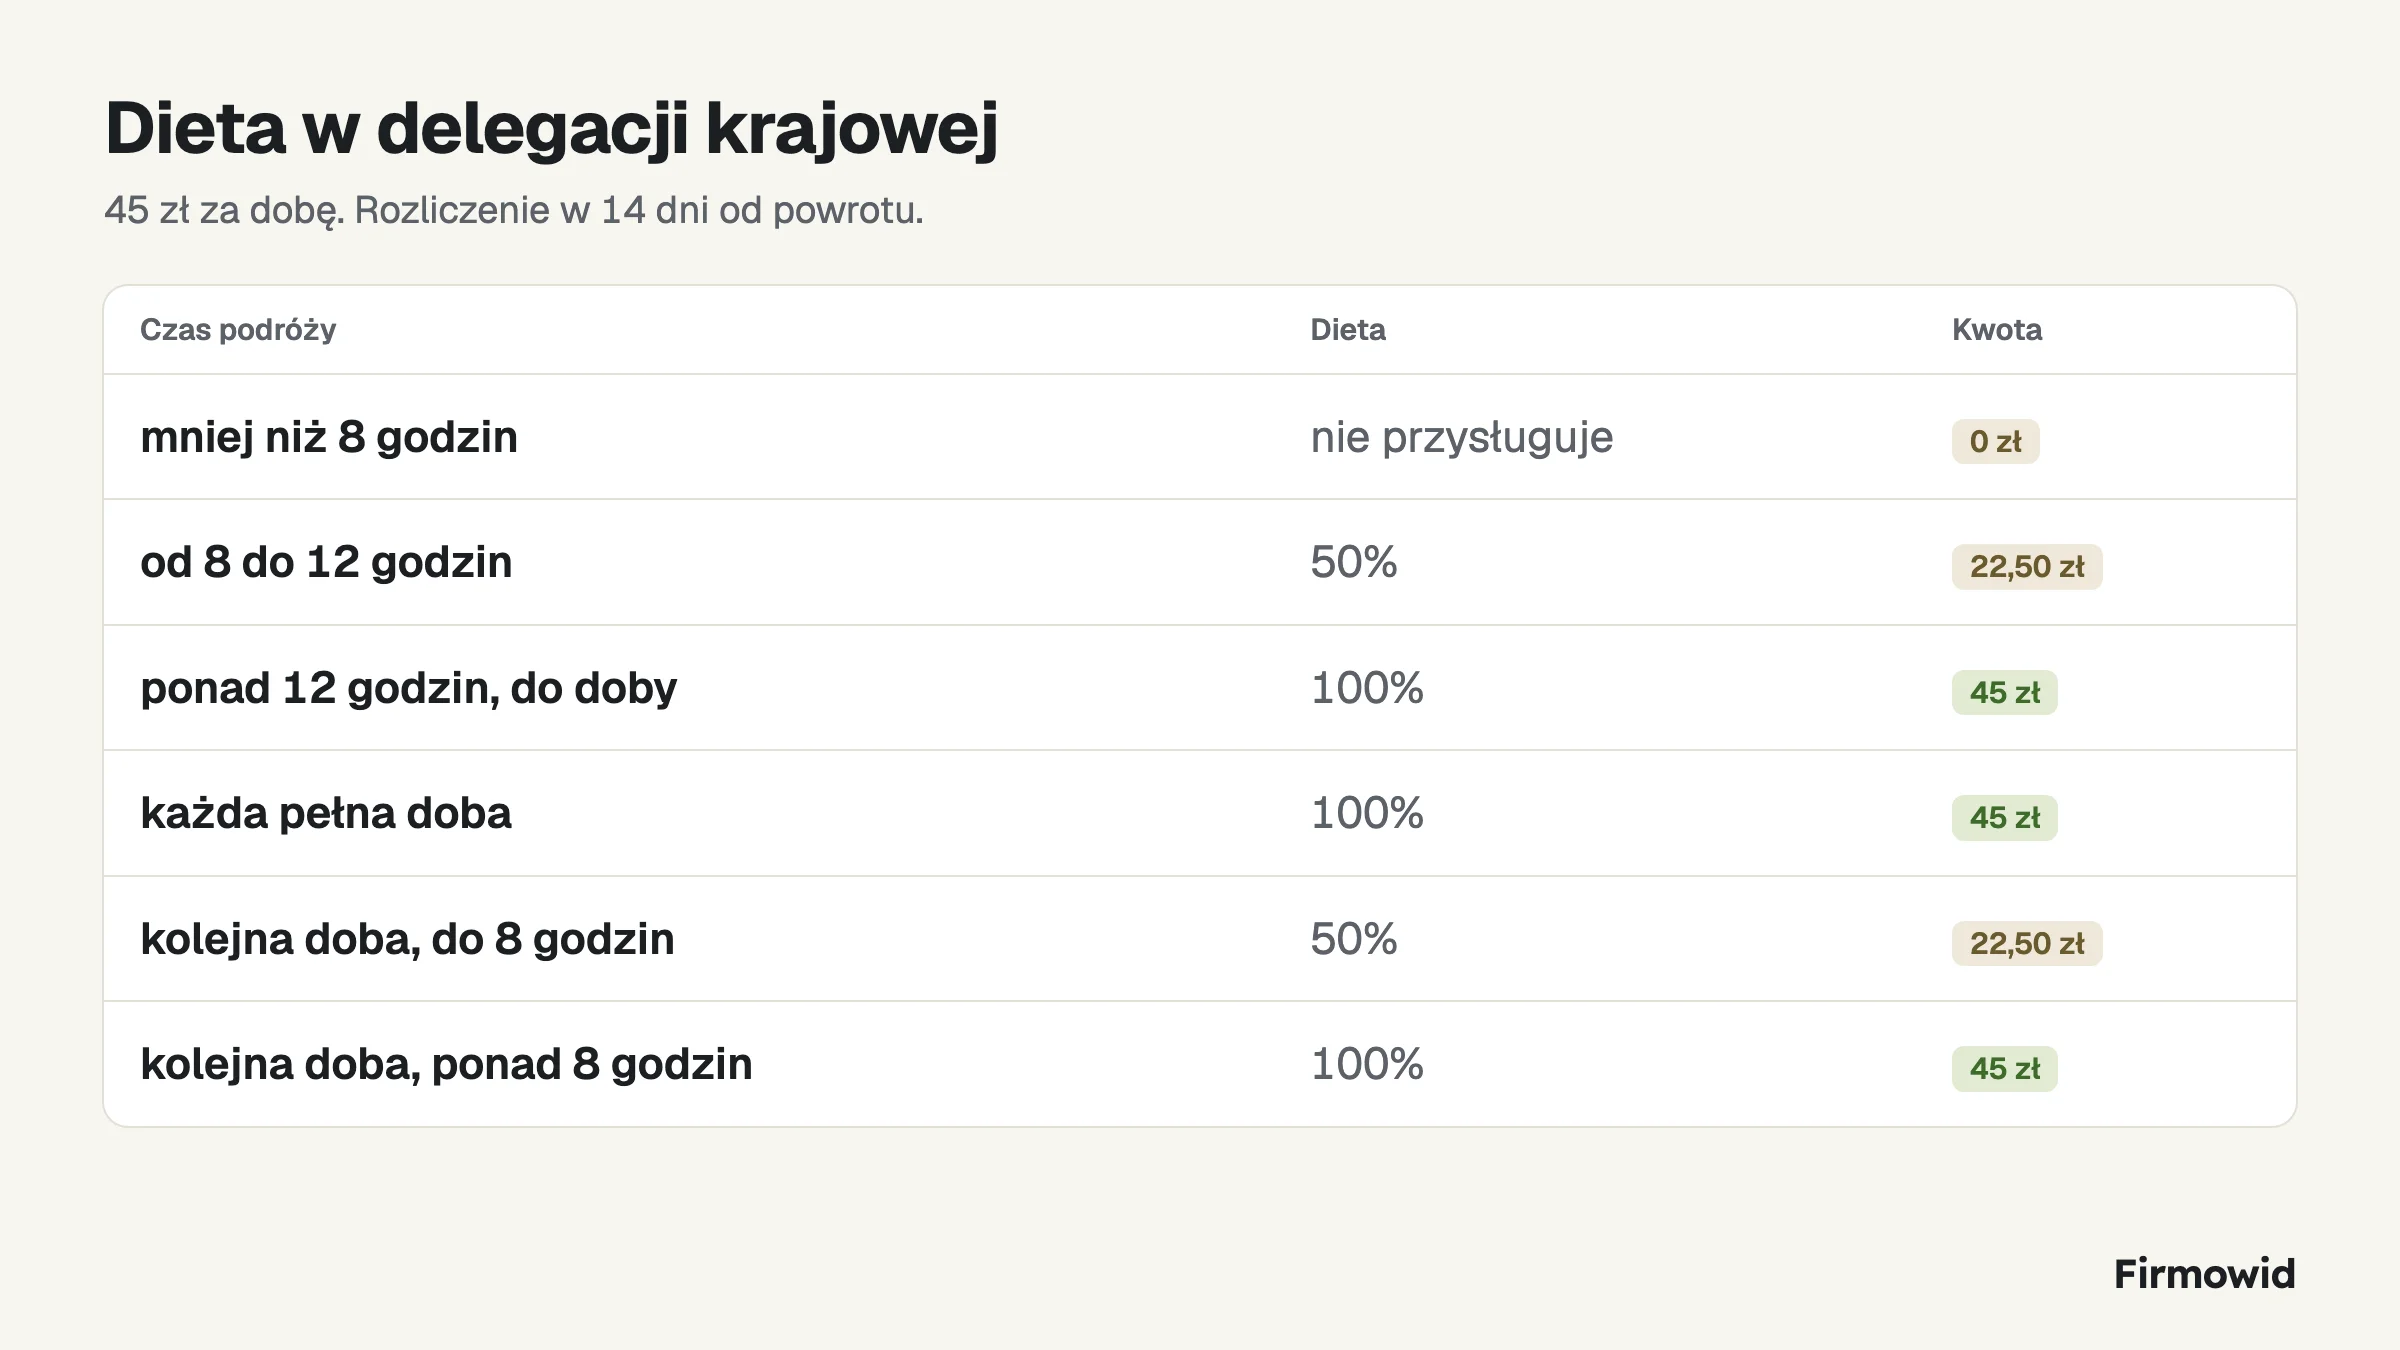 Dieta w delegacji krajowej
45 zł za dobę. Rozliczenie w 14 dni od powrotu.
Czas podróży Dieta Kwota
mniej niż 8 godzin nie przysługuje 0 zł
od 8 do 12 godzin 50% 22,50 zł
ponad 12 godzin, do doby 100% 45 zł
każda pełna doba 100% 45 zł
kolejna doba, do 8 godzin 50% 22,50 zł
kolejna doba, ponad 8 godzin 100% 45 zł
Firmowid